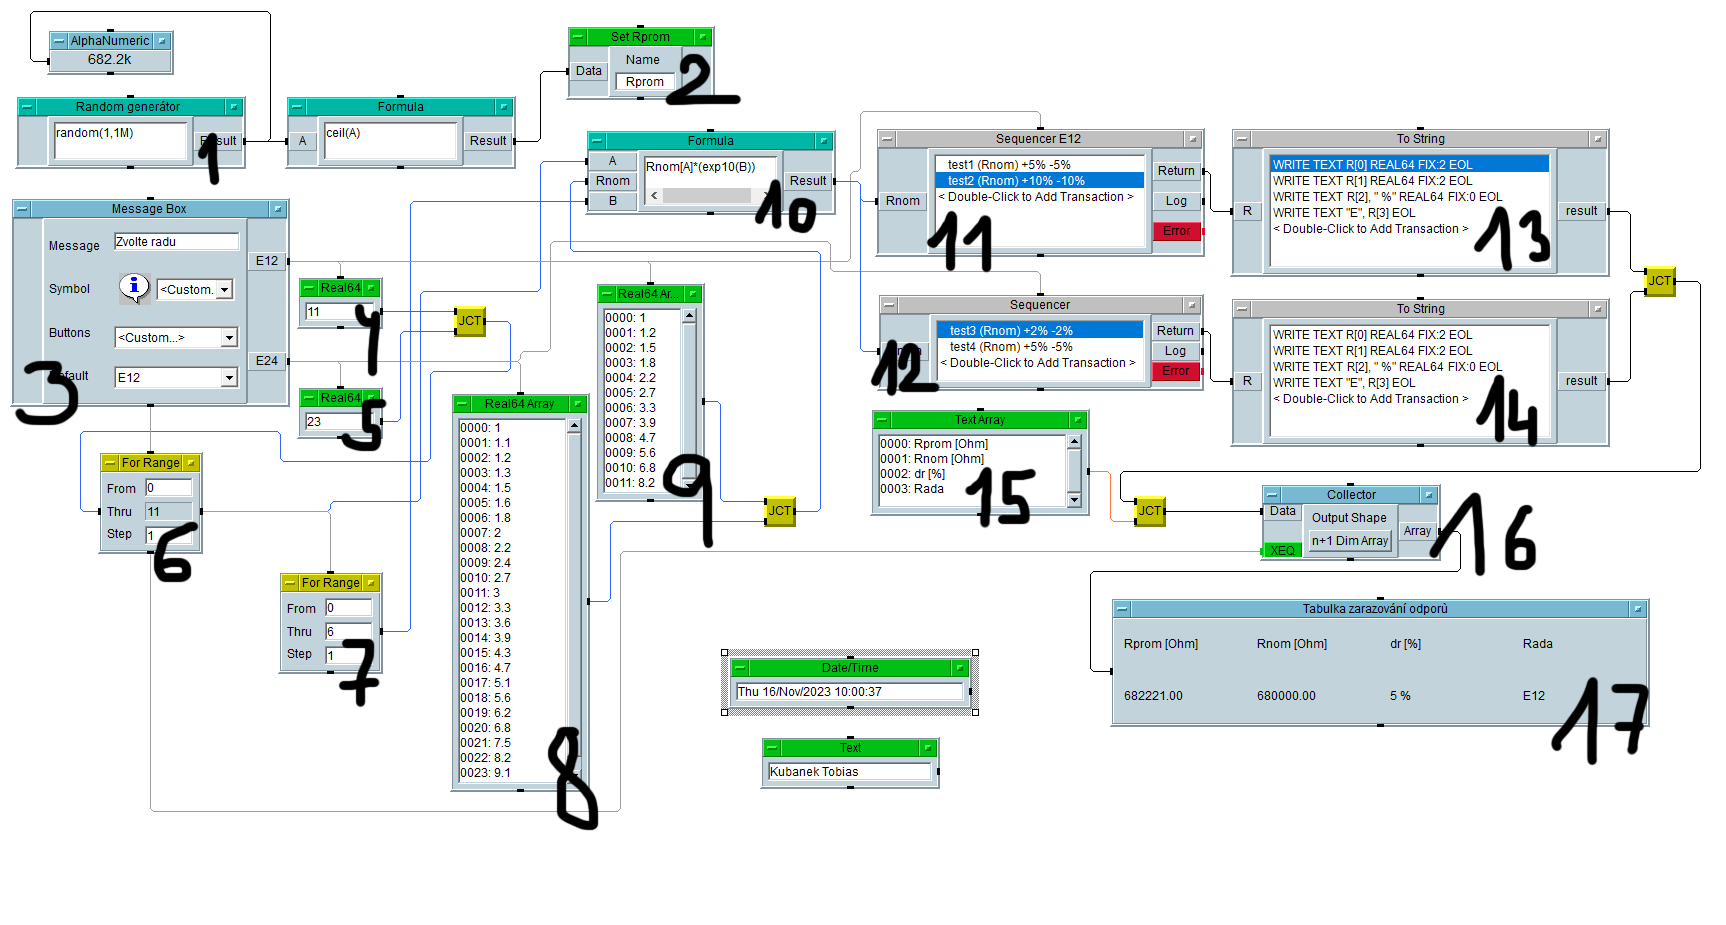 AlphaNumeric
682.2k
Random generátor
random(1,1M)
Result
1
Formula
A
ceil(A)
Result
Set Rprom
Data
Name
Rprom
2
Message Box
Message
Zvolte radu
Symbol
<Custom.
Buttons
<Custom...>
Default
E12
E12
E24
3
Real64
11
4
Real64
23
5
JCT
For Range
From
0
Thru
11
Step
1
6
For Range
From
0
Thru
6
Step
1
7
Real64 Array
0000: 1
0001: 1.1
0002: 1.2
0003: 1.3
0004: 1.5
0005: 1.6
0006: 1.8
0007: 2
0008: 2.2
0009: 2.4
0010: 2.7
0011: 3
0012: 3.3
0013: 3.6
0014: 3.9
0015: 4.3
0016: 4.7
0017: 5.1
0018: 5.6
0019: 6.2
0020: 6.8
0021: 7.5
0022: 8.2
0023: 9.1
8
Real64 Ar...
0000: 1
0001: 1.2
0002: 1.5
0003: 1.8
0004: 2.2
0005: 2.7
0006: 3.3
0007: 3.9
0008: 4.7
0009: 5.6
0010: 6.8
0011: 8.2
9
JCT
Formula
A
Rnom
B
Rnom[A]*(exp10(B))
Result
10
Sequencer E12
Rnom
test1 (Rnom) +5% -5%
test2 (Rnom) +10% -10%
< Double-Click to Add Transaction >
Return
Log
Error
11
Sequencer
test3 (Rnom) +2% -2%
test4 (Rnom) +5% -5%
< Double-Click to Add Transaction >
Return
Log
Error
12
To String
R
WRITE TEXT R[0] REAL64 FIX:2 EOL
WRITE TEXT R[1] REAL64 FIX:2 EOL
WRITE TEXT R[2], " %" REAL64 FIX:0 EOL
WRITE TEXT "E", R[3] EOL
< Double-Click to Add Transaction >
result
13
To String
R
WRITE TEXT R[0] REAL64 FIX:2 EOL
WRITE TEXT R[1] REAL64 FIX:2 EOL
WRITE TEXT R[2], " %" REAL64 FIX:0 EOL
WRITE TEXT "E", R[3] EOL
< Double-Click to Add Transaction >
result
14
JCT
Text Array
0000: Rprom [Ohm]
0001: Rnom [Ohm]
0002: dr [%]
0003: Rada
15
JCT
Collector
Data
XEQ
Output Shape
n+1 Dim Array
Array
16
Tabulka zarazování odporù
Rprom [Ohm] Rnom [Ohm] dr [%] Rada
682221.00 680000.00 5 % E12
17
Date/Time
Thu 16/Nov/2023 10:00:37
Text
Kubanek Tobias